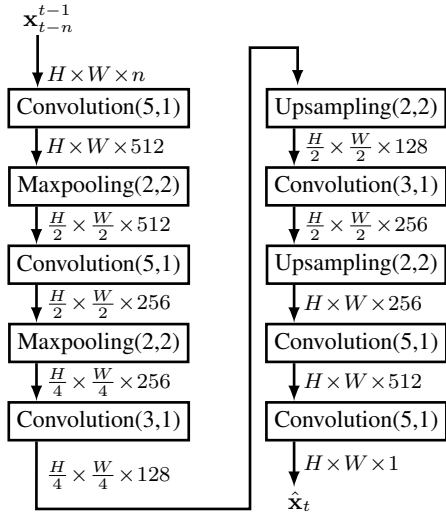 x_{t-n}^{t-1}
H×W×n
Convolution(5,1)
H×W×512
Maxpooling(2,2)
H/2 × W/2 ×512
Convolution(5,1)
H/2 × W/2 ×256
Maxpooling(2,2)
H/4 × W/4 ×256
Convolution(3,1)
H/4 × W/4 ×128
Upsampling(2,2)
H/2 × W/2 ×128
Convolution(3,1)
H/2 × W/2 ×256
Upsampling(2,2)
H×W×256
Convolution(5,1)
H×W×512
Convolution(5,1)
H×W×1
x̂_t